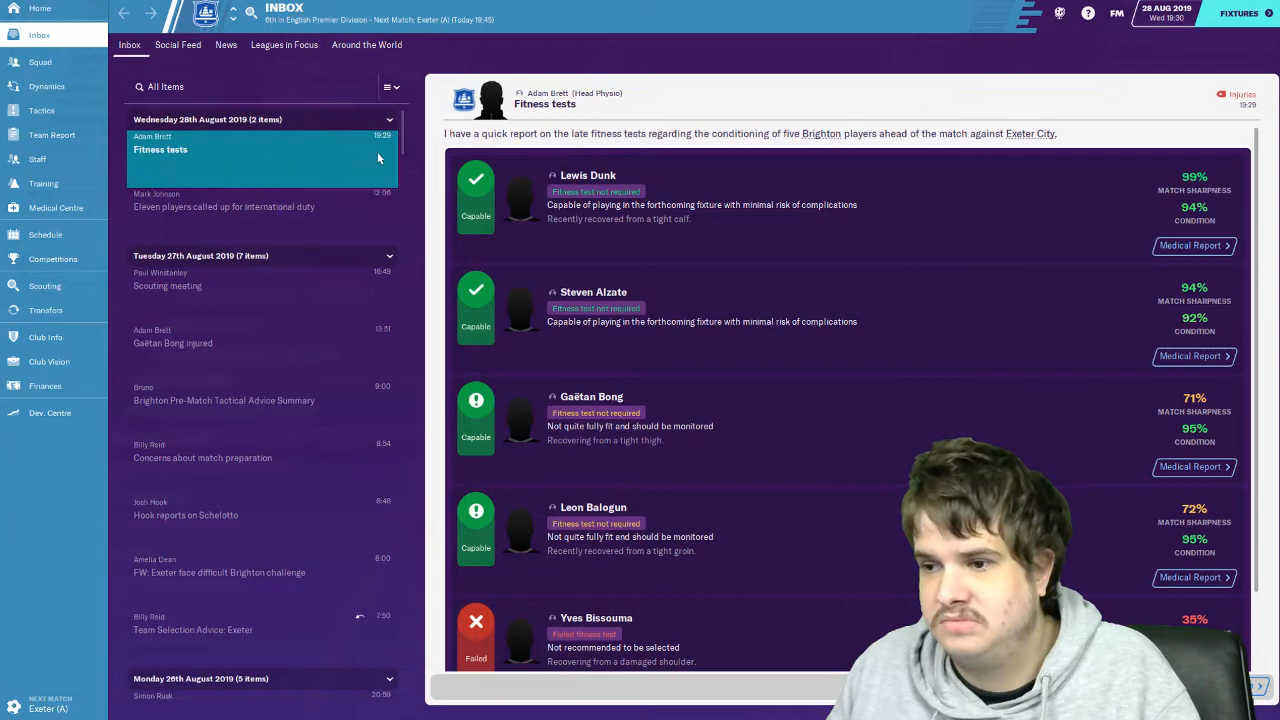 Home
INBOX
6th in English Premier Division - Next Match: Exeter (A) (Today 19:45)
FM
28 AUG 2019
Wed 19:30
FIXTURES
Inbox
Squad
Dynamics
Tactics
Team Report
Staff
Training
Medical Centre
Schedule
Competitions
Scouting
Transfers
Club Info
Club Vision
Finances
Dev. Centre
NEXT MATCH
Exeter (A)
Inbox Social Feed News Leagues in Focus Around the World
All Items
Wednesday 28th August 2019 (2 items)
Adam Brett 19:29
Fitness tests
Mark Johnson 12:06
Eleven players called up for international duty
Tuesday 27th August 2019 (7 items)
Paul Winstanley 16:49
Scouting meeting
Adam Brett 13:51
Gaëtan Bong injured
Bruno 9:00
Brighton Pre-Match Tactical Advice Summary
Billy Reid 8:54
Concerns about match preparation
Josh Hook 8:48
Hook reports on Schelotto
Amelia Dean 8:00
FW: Exeter face difficult Brighton challenge
Billy Reid 7:50
Team Selection Advice: Exeter
Monday 26th August 2019 (5 items)
Simon Rusk 20:59
Adam Brett (Head Physio)
Fitness tests
Injuries
19:29
I have a quick report on the late fitness tests regarding the conditioning of five Brighton players ahead of the match against Exeter City.
Capable
Lewis Dunk
Fitness test not required
Capable of playing in the forthcoming fixture with minimal risk of complications
Recently recovered from a tight calf.
99%
MATCH SHARPNESS
94%
CONDITION
Medical Report
Capable
Steven Alzate
Fitness test not required
Capable of playing in the forthcoming fixture with minimal risk of complications
94%
MATCH SHARPNESS
92%
CONDITION
Medical Report
Capable
Gaëtan Bong
Fitness test not required
Not quite fully fit and should be monitored
Recovering from a tight thigh.
71%
MATCH SHARPNESS
95%
CONDITION
Medical Report
Capable
Leon Balogun
Fitness test not required
Not quite fully fit and should be monitored
Recently recovered from a tight groin.
72%
MATCH SHARPNESS
95%
CONDITION
Medical Report
Failed
Yves Bissouma
Failed fitness test
Not recommended to be selected
Recovering from a damaged shoulder.
35%